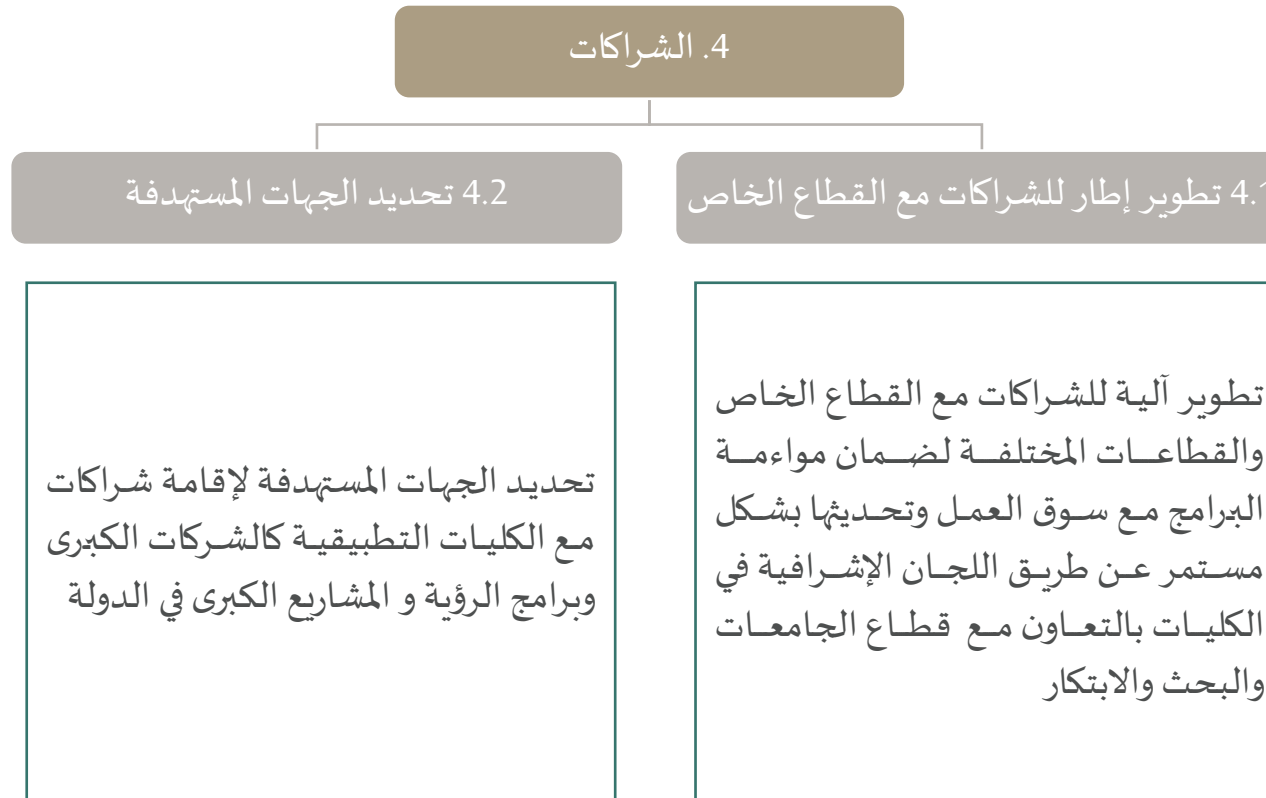 4. الشراكات
4.1 تطوير إطار للشراكات مع القطاع الخاص
تطوير آلية للشراكات مع القطاع الخاص
والقطاعات المختلفة لضمان مواءمة
البرامج مع سوق العمل وتحديثها بشكل
مستمر عن طريق اللجان الإشرافية في
الكليات بالتعاون مع قطاع الجامعات
والبحث والابتكار
4.2 تحديد الجهات المستهدفة
تحديد الجهات المستهدفة لإقامة شراكات
مع الكليات التطبيقية كالشركات الكبرى
وبرامج الرؤية و المشاريع الكبرى في الدولة